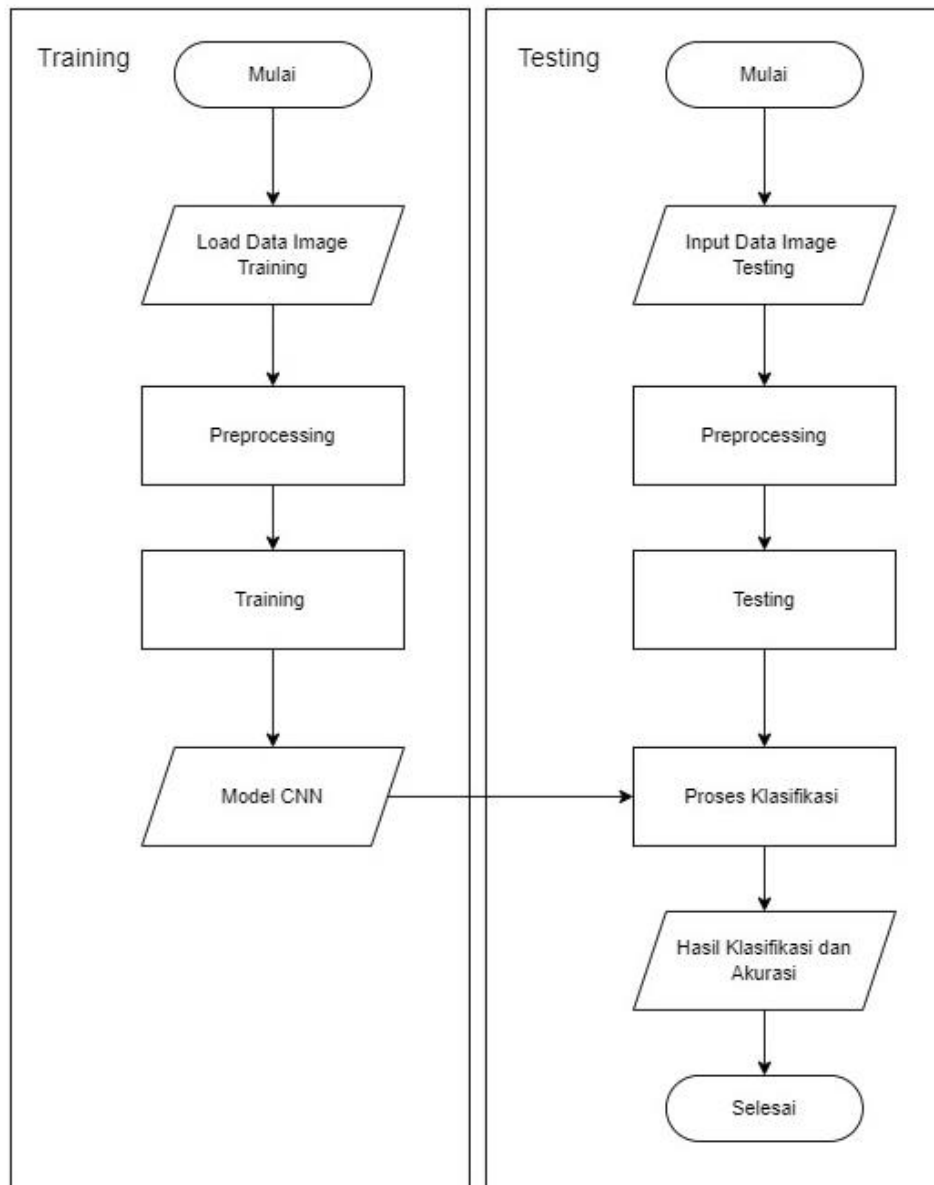 Training
Mulai
Load Data Image
Training
Preprocessing
Training
Model CNN
Testing
Mulai
Input Data Image
Testing
Preprocessing
Testing
Proses Klasifikasi
Hasil Klasifikasi dan
Akurasi
Selesai